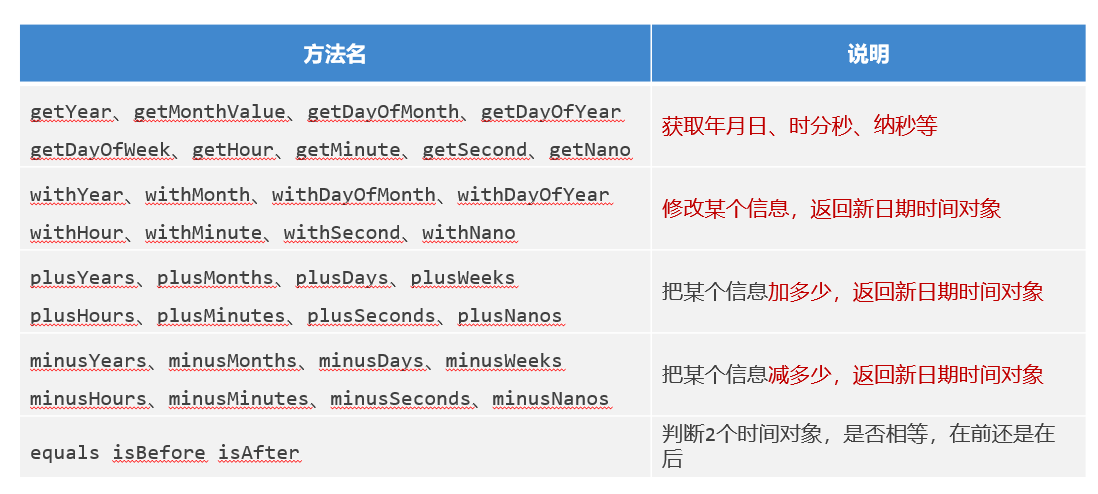 方法名
说明
getYear、getMonthValue、getDayOfMonth、getDayOfYear
getDayOfWeek、getHour、getMinute、getSecond、getNano
获取年月日、时分秒、纳秒等
withYear、withMonth、withDayOfMonth、withDayOfYear
withHour、withMinute、withSecond、withNano
修改某个信息，返回新日期时间对象
plusYears、plusMonths、plusDays、plusWeeks
plusHours、plusMinutes、plusSeconds、plusNanos
把某个信息加多少，返回新日期时间对象
minusYears、minusMonths、minusDays、minusWeeks
minusHours、minusMinutes、minusSeconds、minusNanos
把某个信息减多少，返回新日期时间对象
equals isBefore isAfter
判断2个时间对象，是否相等，在前还是在
后